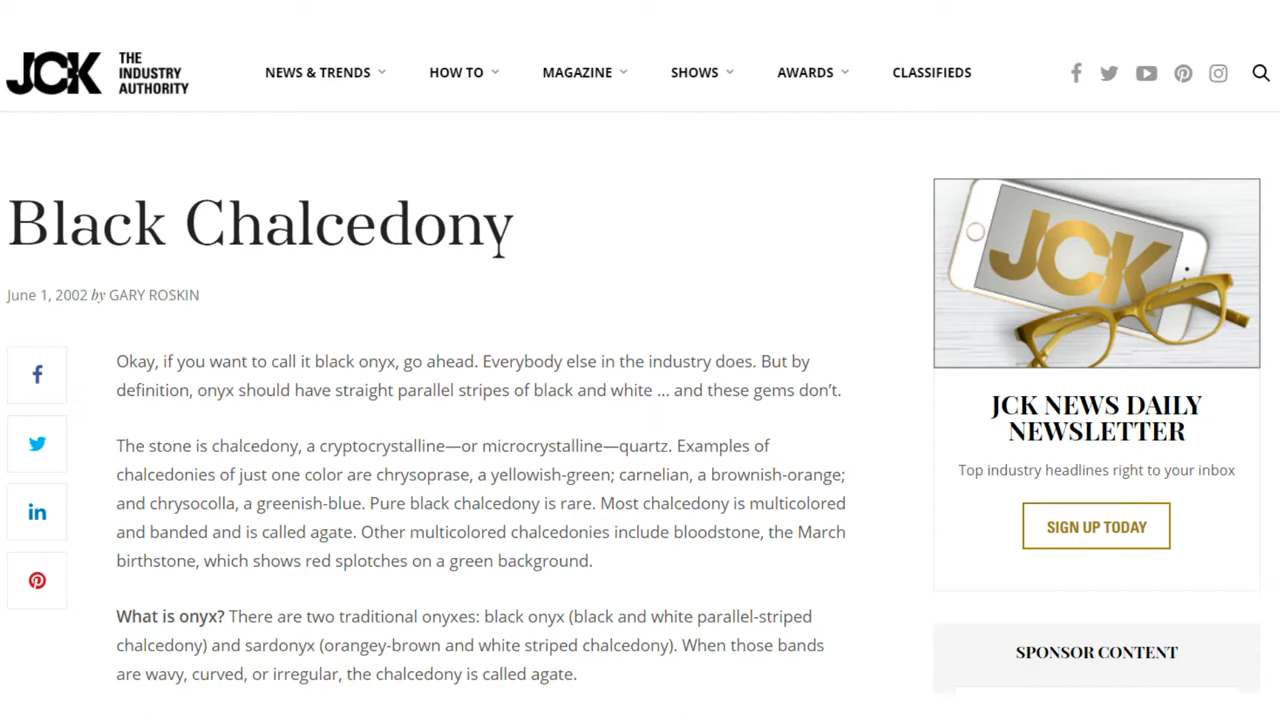 JCK THE INDUSTRY AUTHORITY
NEWS & TRENDS
HOW TO
MAGAZINE
SHOWS
AWARDS
CLASSIFIEDS
Black Chalcedony
June 1, 2002 by GARY ROSKIN
Okay, if you want to call it black onyx, go ahead. Everybody else in the industry does. But by
definition, onyx should have straight parallel stripes of black and white … and these gems don’t.
The stone is chalcedony, a cryptocrystalline—or microcrystalline—quartz. Examples of
chalcedonies of just one color are chrysoprase, a yellowish-green; carnelian, a brownish-orange;
and chrysocolla, a greenish-blue. Pure black chalcedony is rare. Most chalcedony is multicolored
and banded and is called agate. Other multicolored chalcedonies include bloodstone, the March
birthstone, which shows red splotches on a green background.
What is onyx? There are two traditional onyxes: black onyx (black and white parallel-striped
chalcedony) and sardonyx (orangey-brown and white striped chalcedony). When those bands
are wavy, curved, or irregular, the chalcedony is called agate.
JCK
JCK NEWS DAILY
NEWSLETTER
Top industry headlines right to your inbox
SIGN UP TODAY
SPONSOR CONTENT